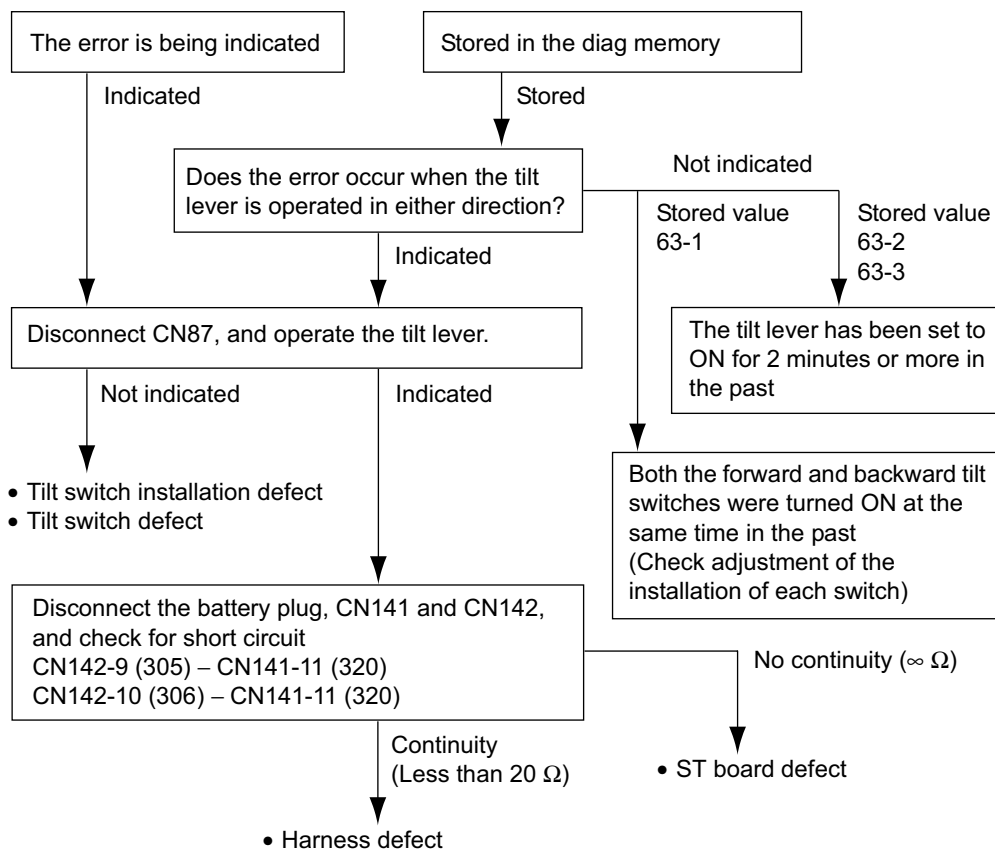 The error is being indicated
Stored in the diag memory
Indicated
Stored
Does the error occur when the tilt
lever is operated in either direction?
Not indicated
Stored value
63-1
Stored value
63-2
63-3
Indicated
Disconnect CN87, and operate the tilt lever.
The tilt lever has been set to
ON for 2 minutes or more in
the past
Not indicated
Indicated
• Tilt switch installation defect
• Tilt switch defect
Both the forward and backward tilt
switches were turned ON at the
same time in the past
(Check adjustment of the
installation of each switch)
Disconnect the battery plug, CN141 and CN142,
and check for short circuit
CN142-9 (305) – CN141-11 (320)
CN142-10 (306) – CN141-11 (320)
No continuity (∞ Ω)
Continuity
(Less than 20 Ω)
• ST board defect
• Harness defect